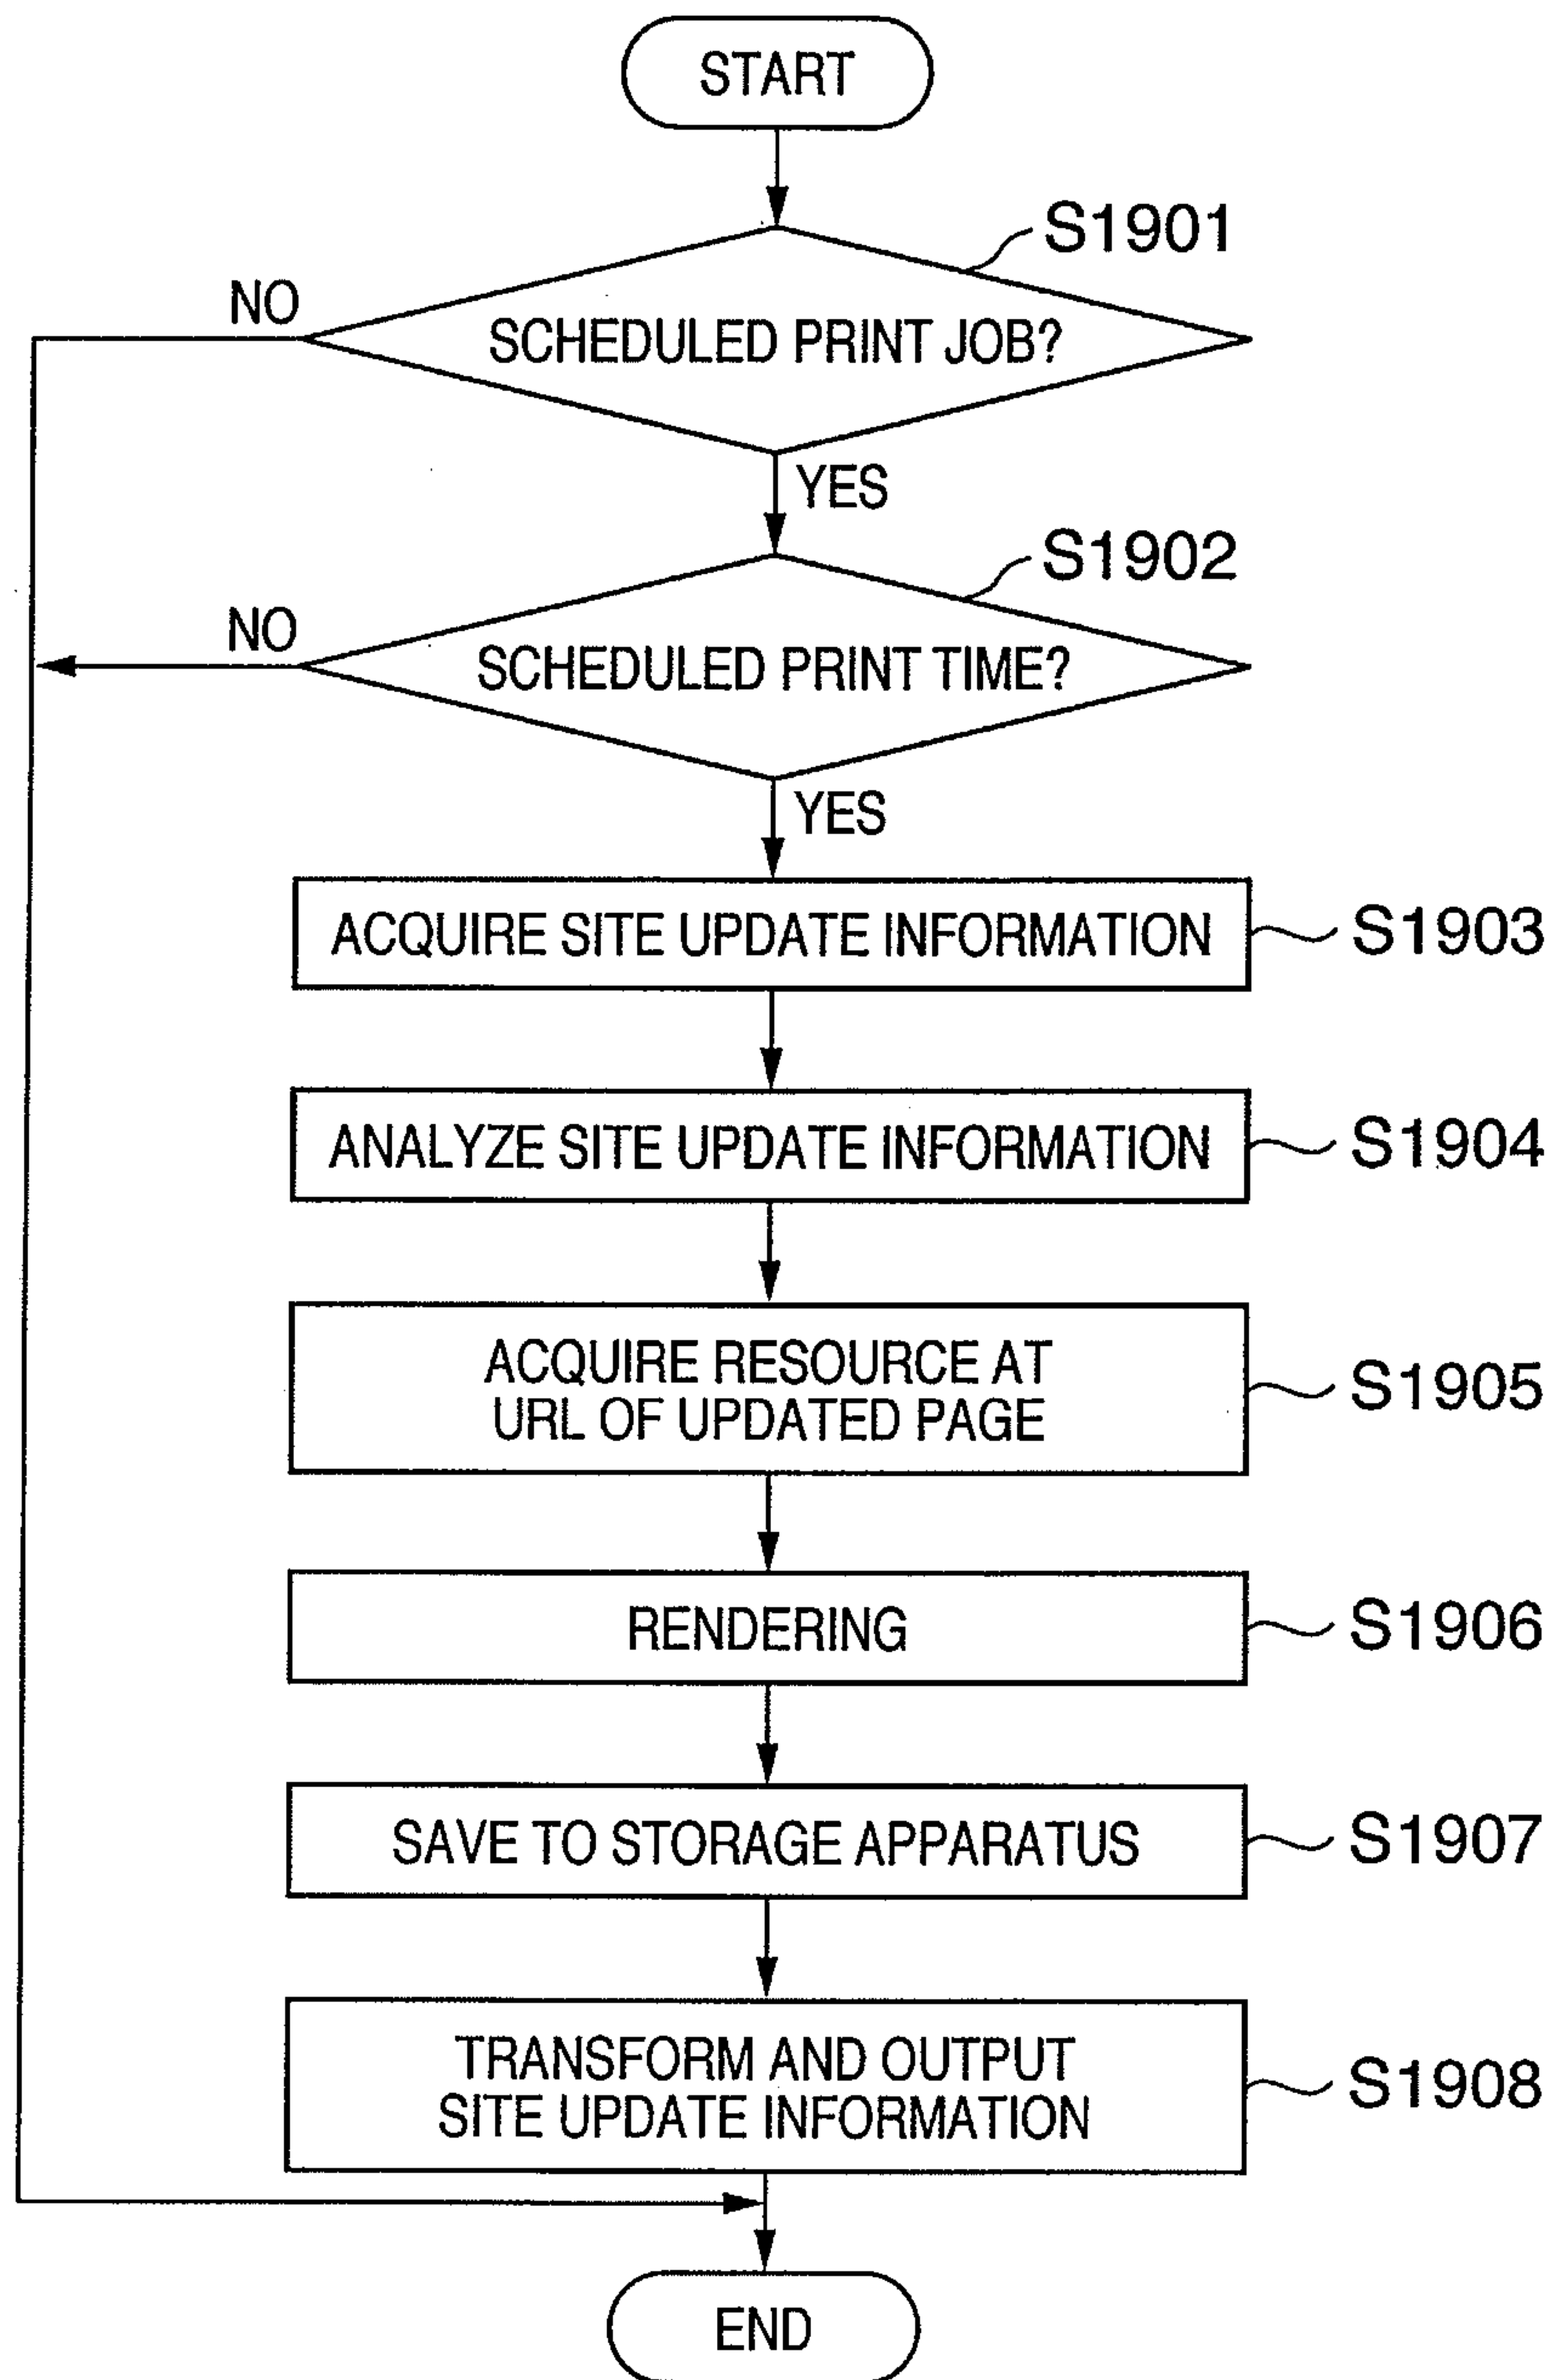 START
S1901
NO
SCHEDULED PRINT JOB?
YES
S1902
NO
SCHEDULED PRINT TIME?
YES
ACQUIRE SITE UPDATE INFORMATION
S1903
ANALYZE SITE UPDATE INFORMATION
S1904
ACQUIRE RESOURCE AT
URL OF UPDATED PAGE
S1905
RENDERING
S1906
SAVE TO STORAGE APPARATUS
S1907
TRANSFORM AND OUTPUT
SITE UPDATE INFORMATION
S1908
END